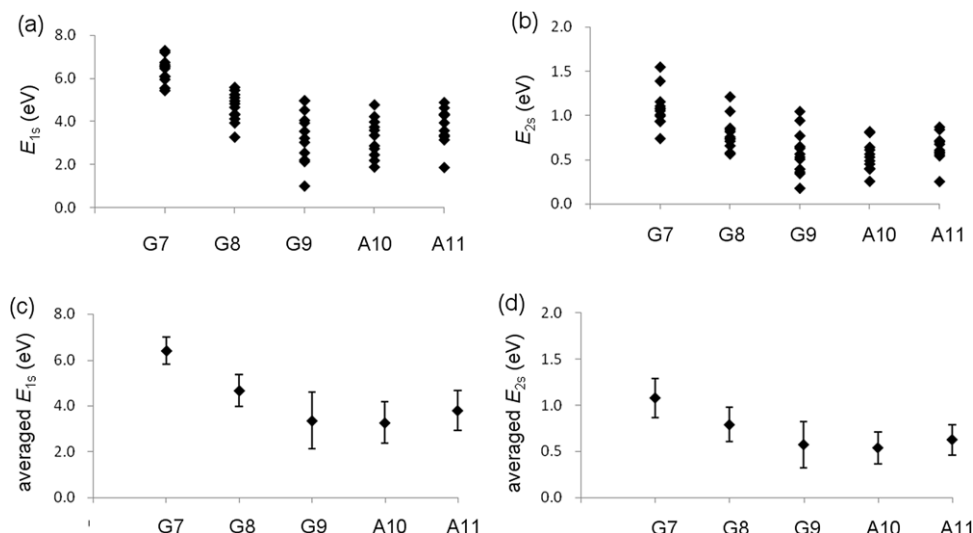 (a)
8.0
6.0
4.0
2.0
0.0
E1s (eV)
G7 G8 G9 A10 A11
(b)
2.0
1.5
1.0
0.5
0.0
E2s (eV)
G7 G8 G9 A10 A11
(c)
8.0
6.0
4.0
2.0
0.0
averaged E1s (eV)
G7 G8 G9 A10 A11
(d)
2.0
1.5
1.0
0.5
0.0
averaged E2s (eV)
G7 G8 G9 A10 A11